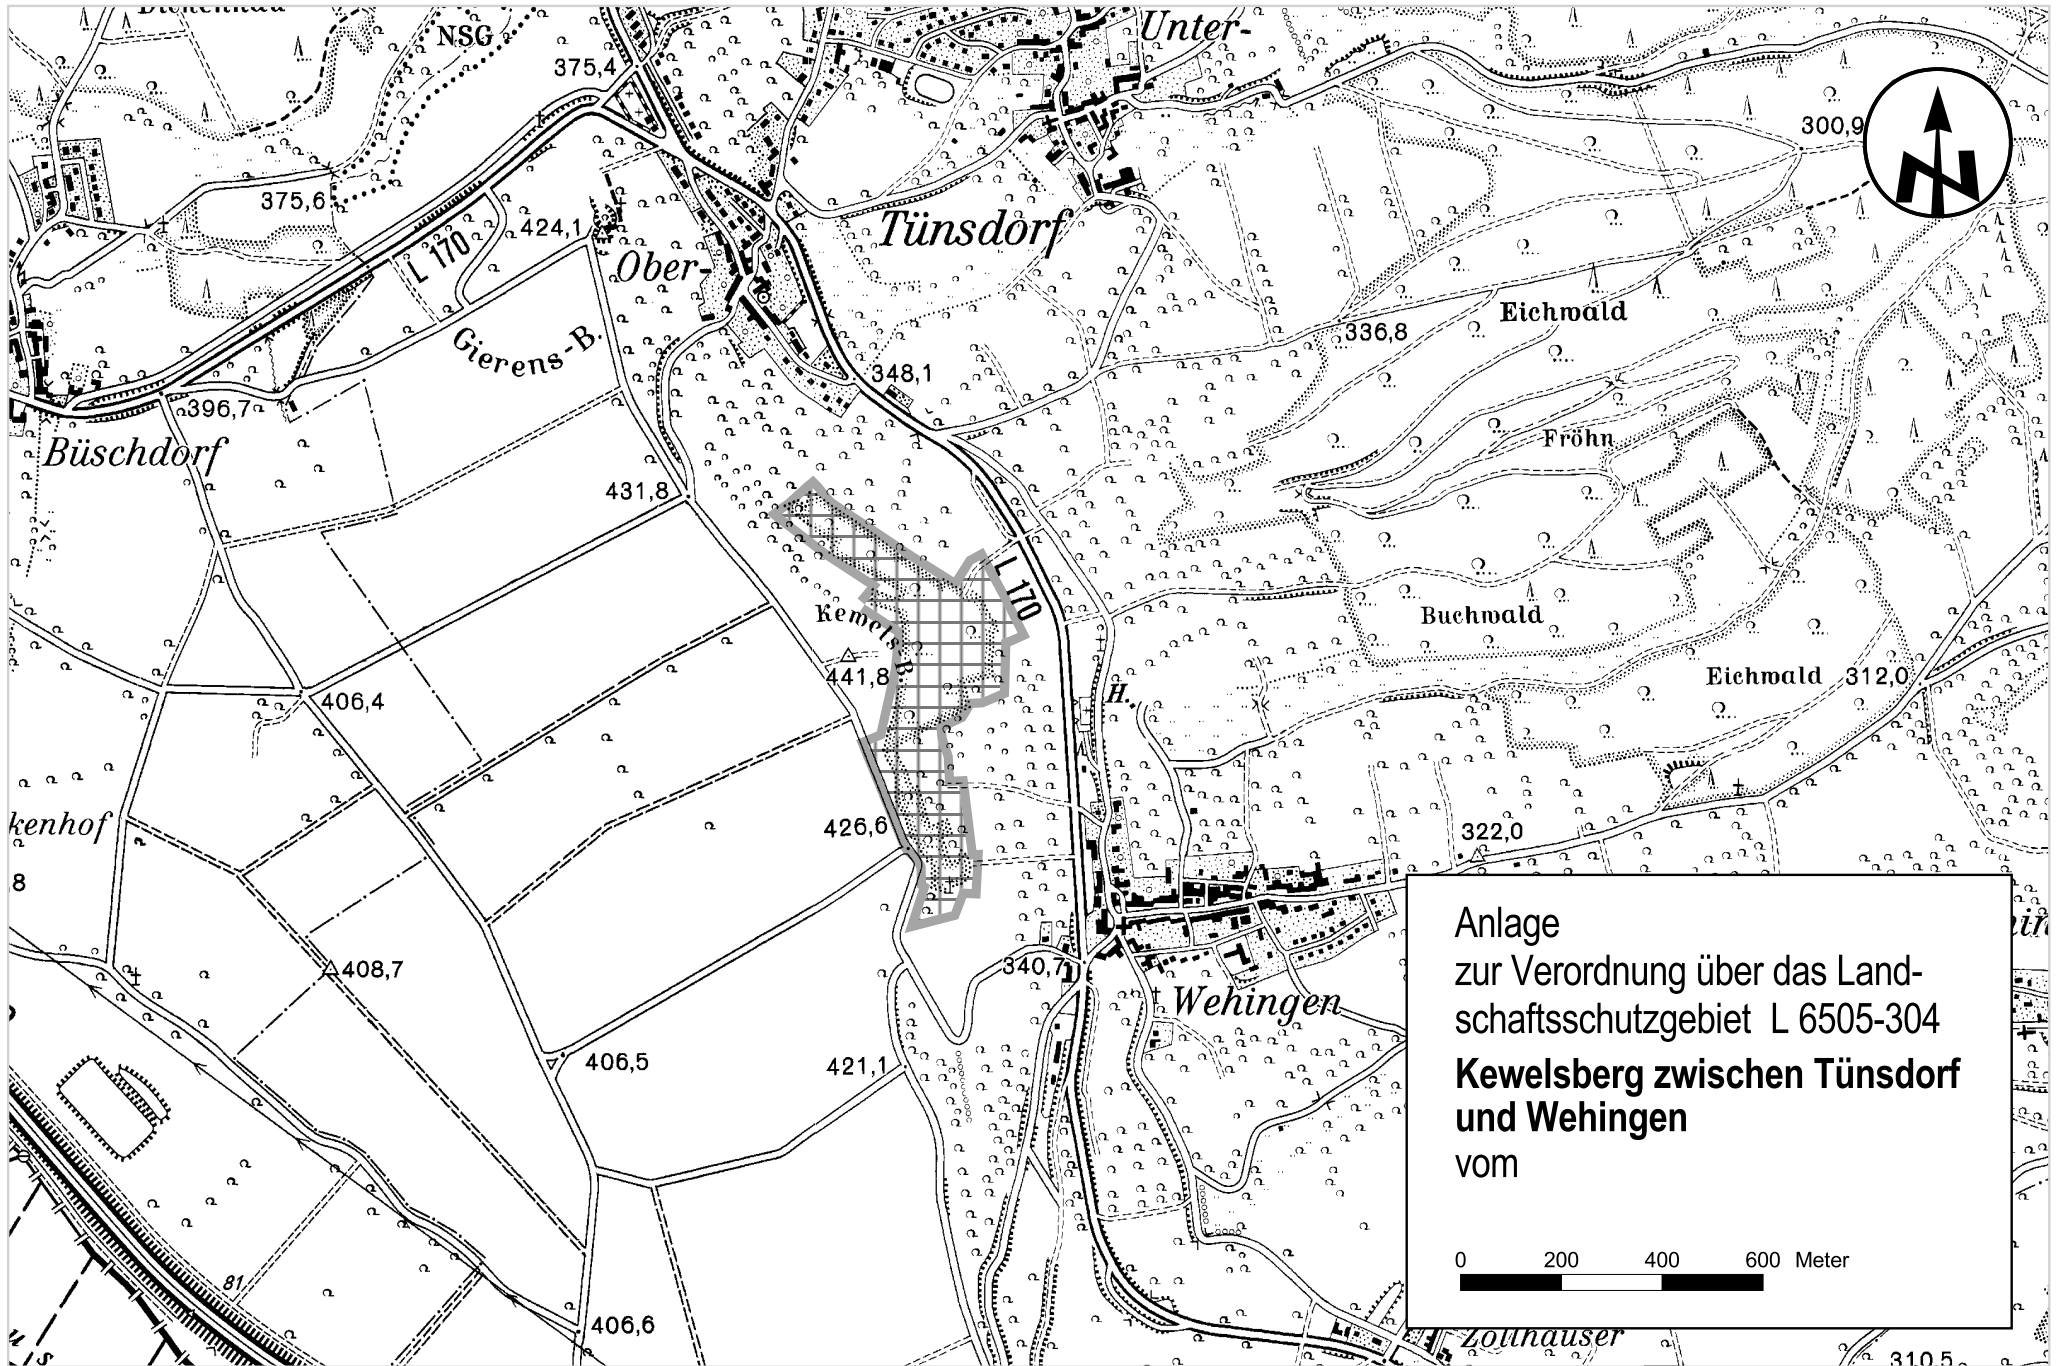 NSG
Unter-
375,4
300,9
N
375,6
424,1
Tünsdorf
Ober-
L 170
Eichwald
336,8
Gierens-B.
348,1
396,7
Büschdorf
Fröhn
431,8
L 170
Kewels-B.
Buchwald
441,8
Eichwald
312,0
H.
406,4
kenhof
426,6
322,0
8
408,7
340,7
Wehingen
406,5
421,1
81
406,6
Zollhäuser
310,5
Anlage
zur Verordnung über das Land-
schaftsschutzgebiet L 6505-304
Kewelsberg zwischen Tünsdorf
und Wehingen
vom
0 200 400 600 Meter